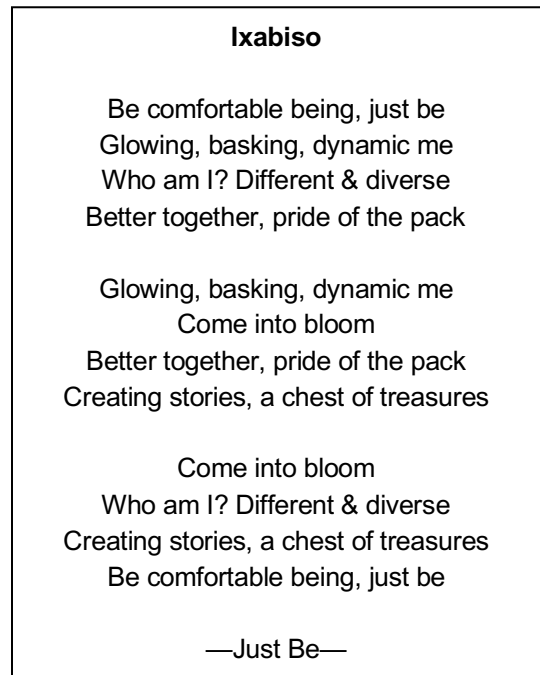 Ixabiso
Be comfortable being, just be
Glowing, basking, dynamic me
Who am I? Different & diverse
Better together, pride of the pack
Glowing, basking, dynamic me
Come into bloom
Better together, pride of the pack
Creating stories, a chest of treasures
Come into bloom
Who am I? Different & diverse
Creating stories, a chest of treasures
Be comfortable being, just be
—Just Be—